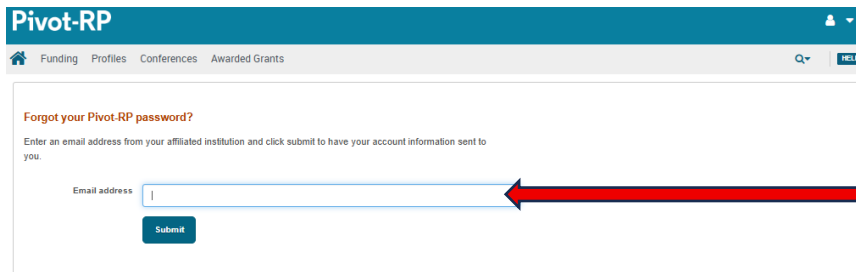 Pivot-RP
Funding Profiles Conferences Awarded Grants
Forgot your Pivot-RP password?
Enter an email address from your affiliated institution and click submit to have your account information sent to
you.
Email address
Submit